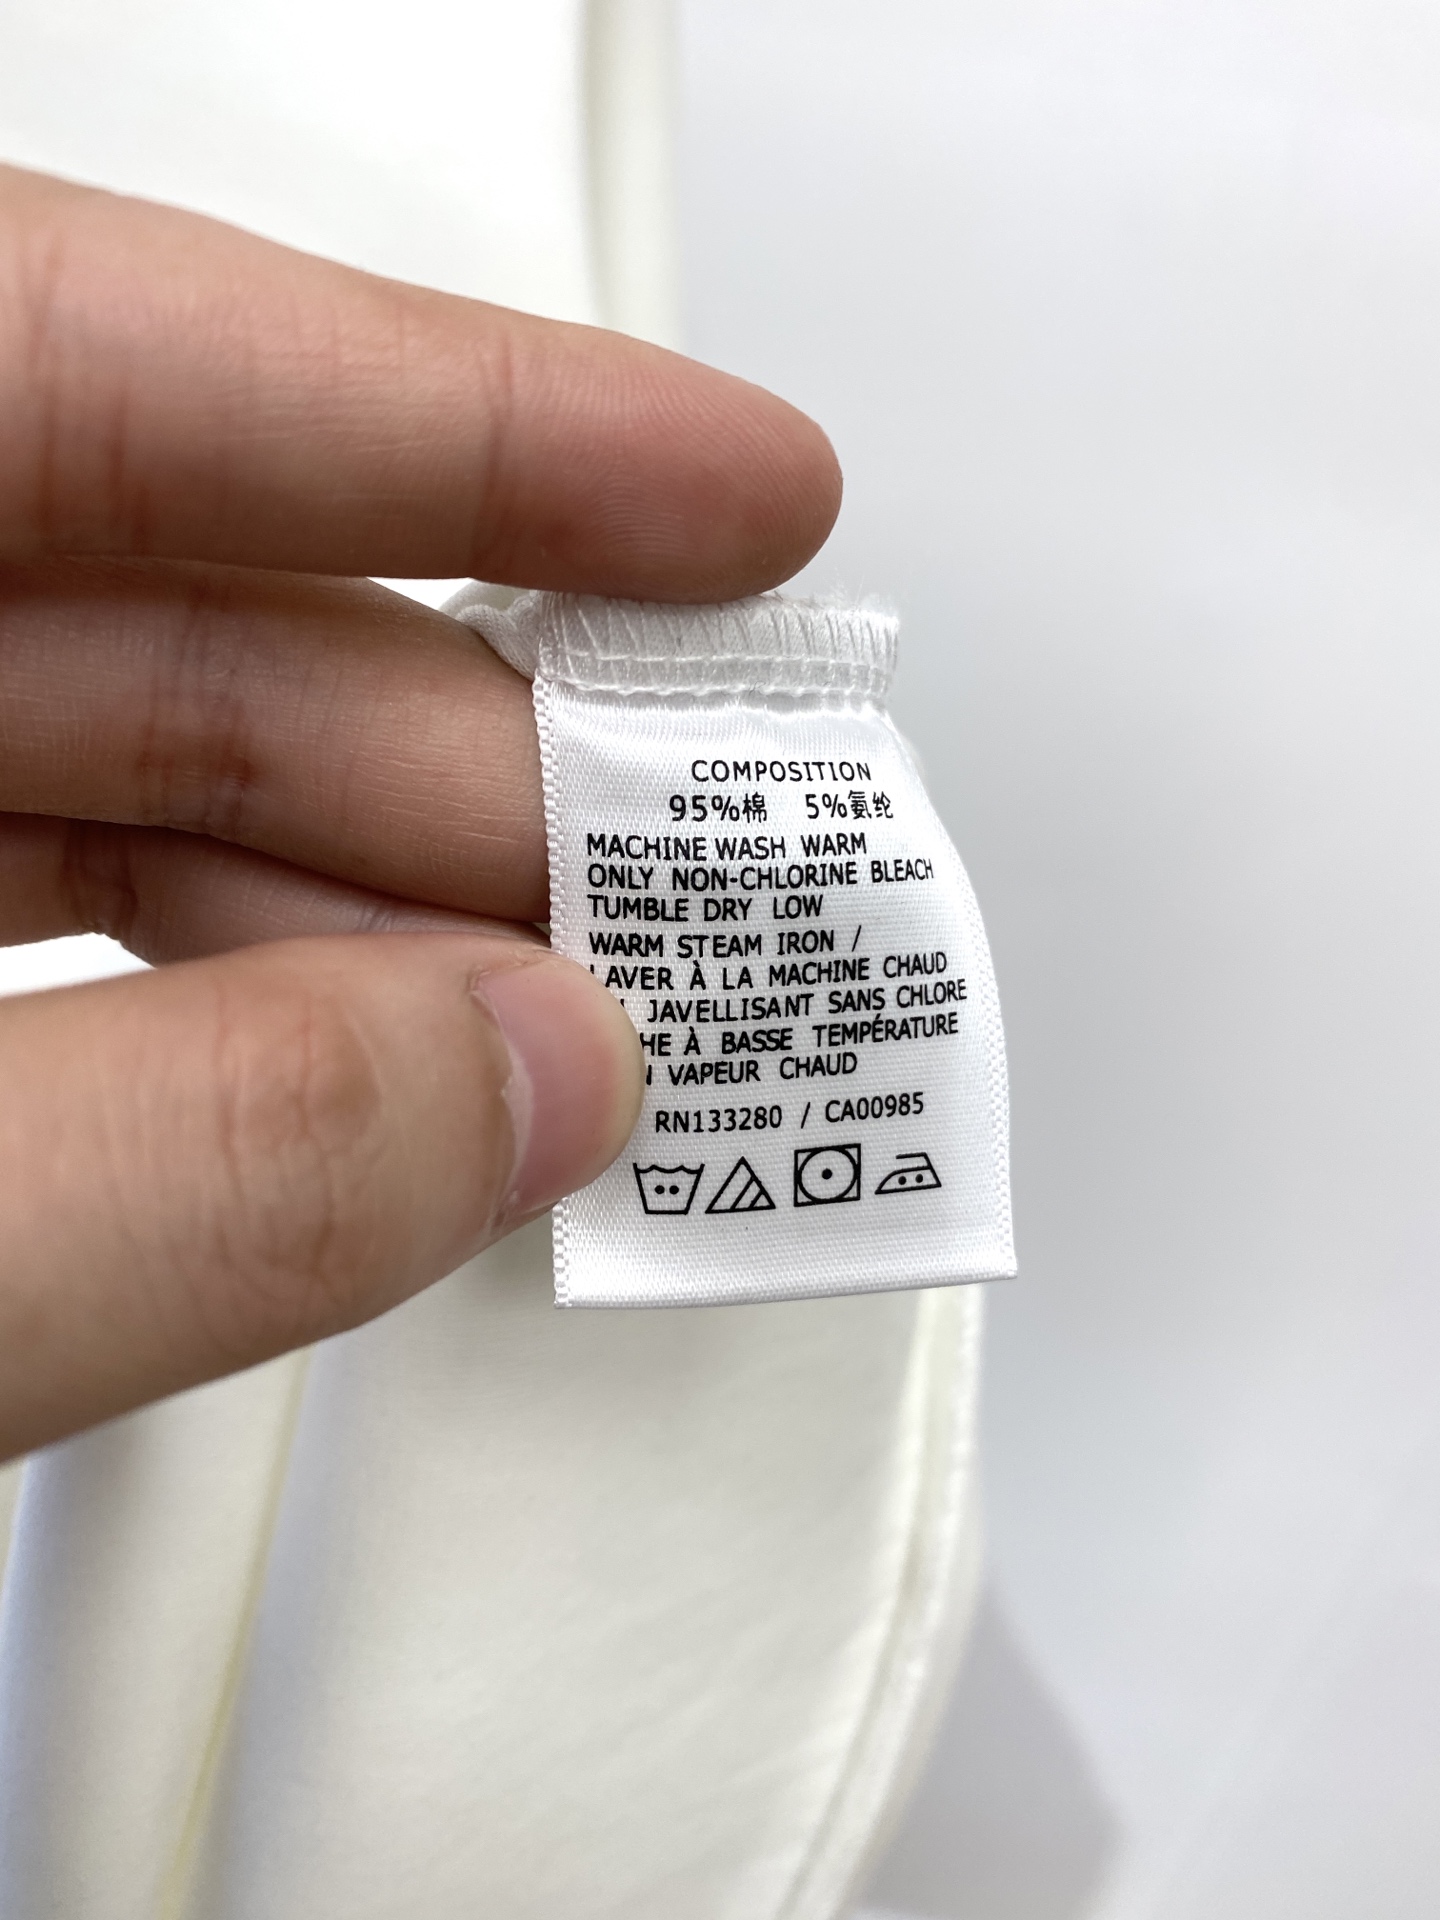 COMPOSITION
95%棉 5%氨纶
MACHINE WASH WARM
ONLY NON-CHLORINE BLEACH
TUMBLE DRY LOW
WARM STEAM IRON /
LAVER À LA MACHINE CHAUD
JAVELLISANT SANS CHLORE
À BASSE TEMPÉRATURE
VAPEUR CHAUD
RN133280 / CA00985